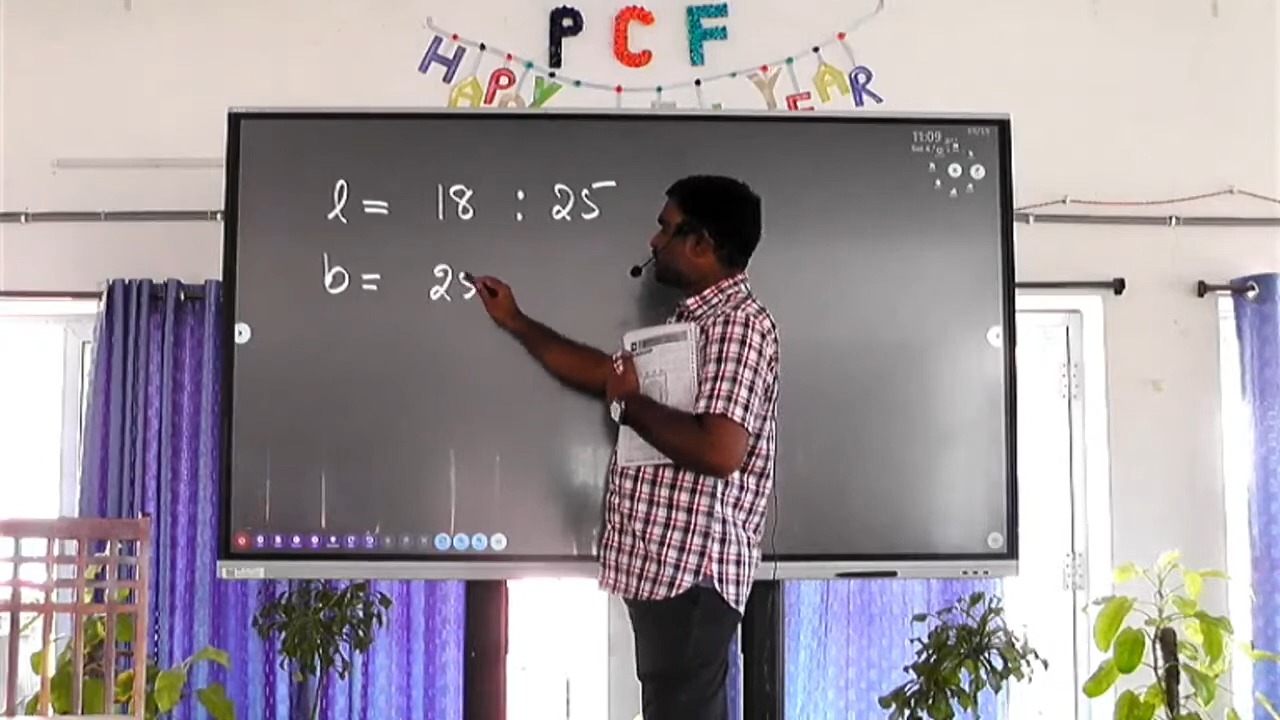 PCF
HAPPY YEAR
11:09
l = 18 : 25
b = 25